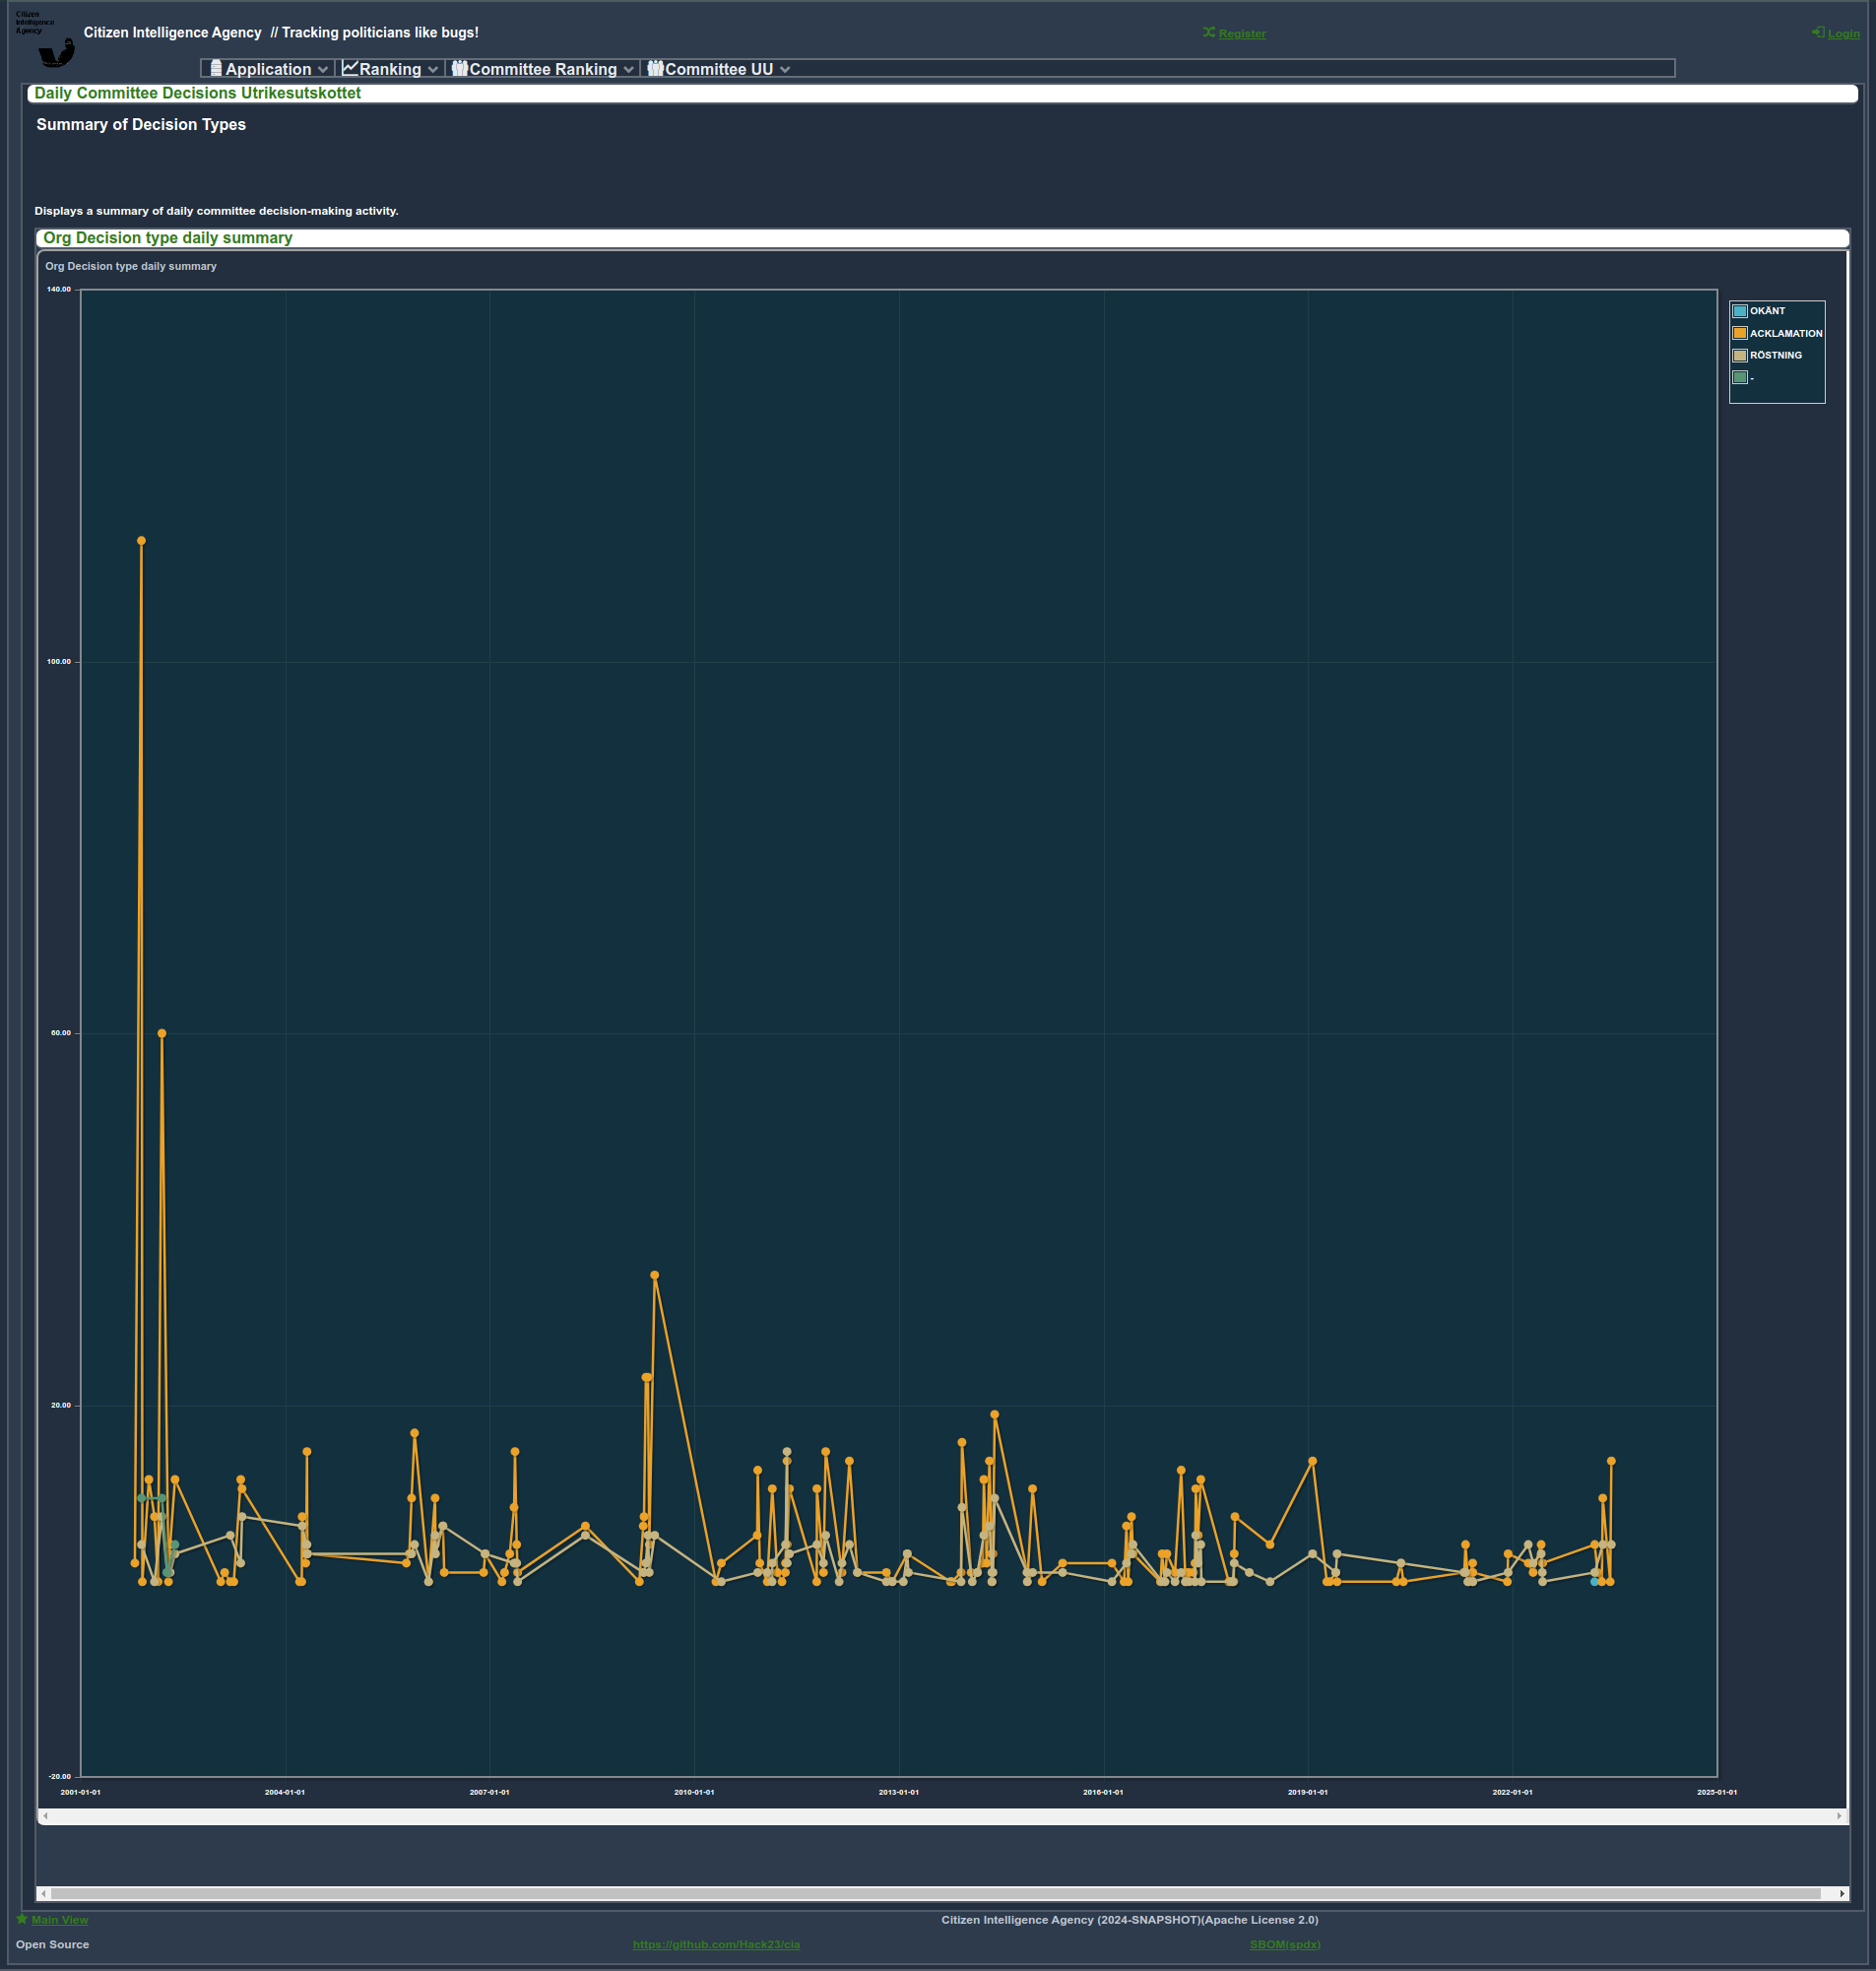 Citizen
Intelligence
Agency
Citizen Intelligence Agency // Tracking politicians like bugs!
Register
Login
Application
Ranking
Committee Ranking
Committee UU
Daily Committee Decisions Utrikesutskottet
Summary of Decision Types
Displays a summary of daily committee decision-making activity.
Org Decision type daily summary
Org Decision type daily summary
140.00
100.00
60.00
20.00
-20.00
OKÄNT
ACKLAMATION
RÖSTNING
-
2001-01-01 2004-01-01 2007-01-01 2010-01-01 2013-01-01 2016-01-01 2019-01-01 2022-01-01 2025-01-01
Main View
Citizen Intelligence Agency (2024-SNAPSHOT)(Apache License 2.0)
Open Source
https://github.com/Hack23/cia
SBOM(spdx)